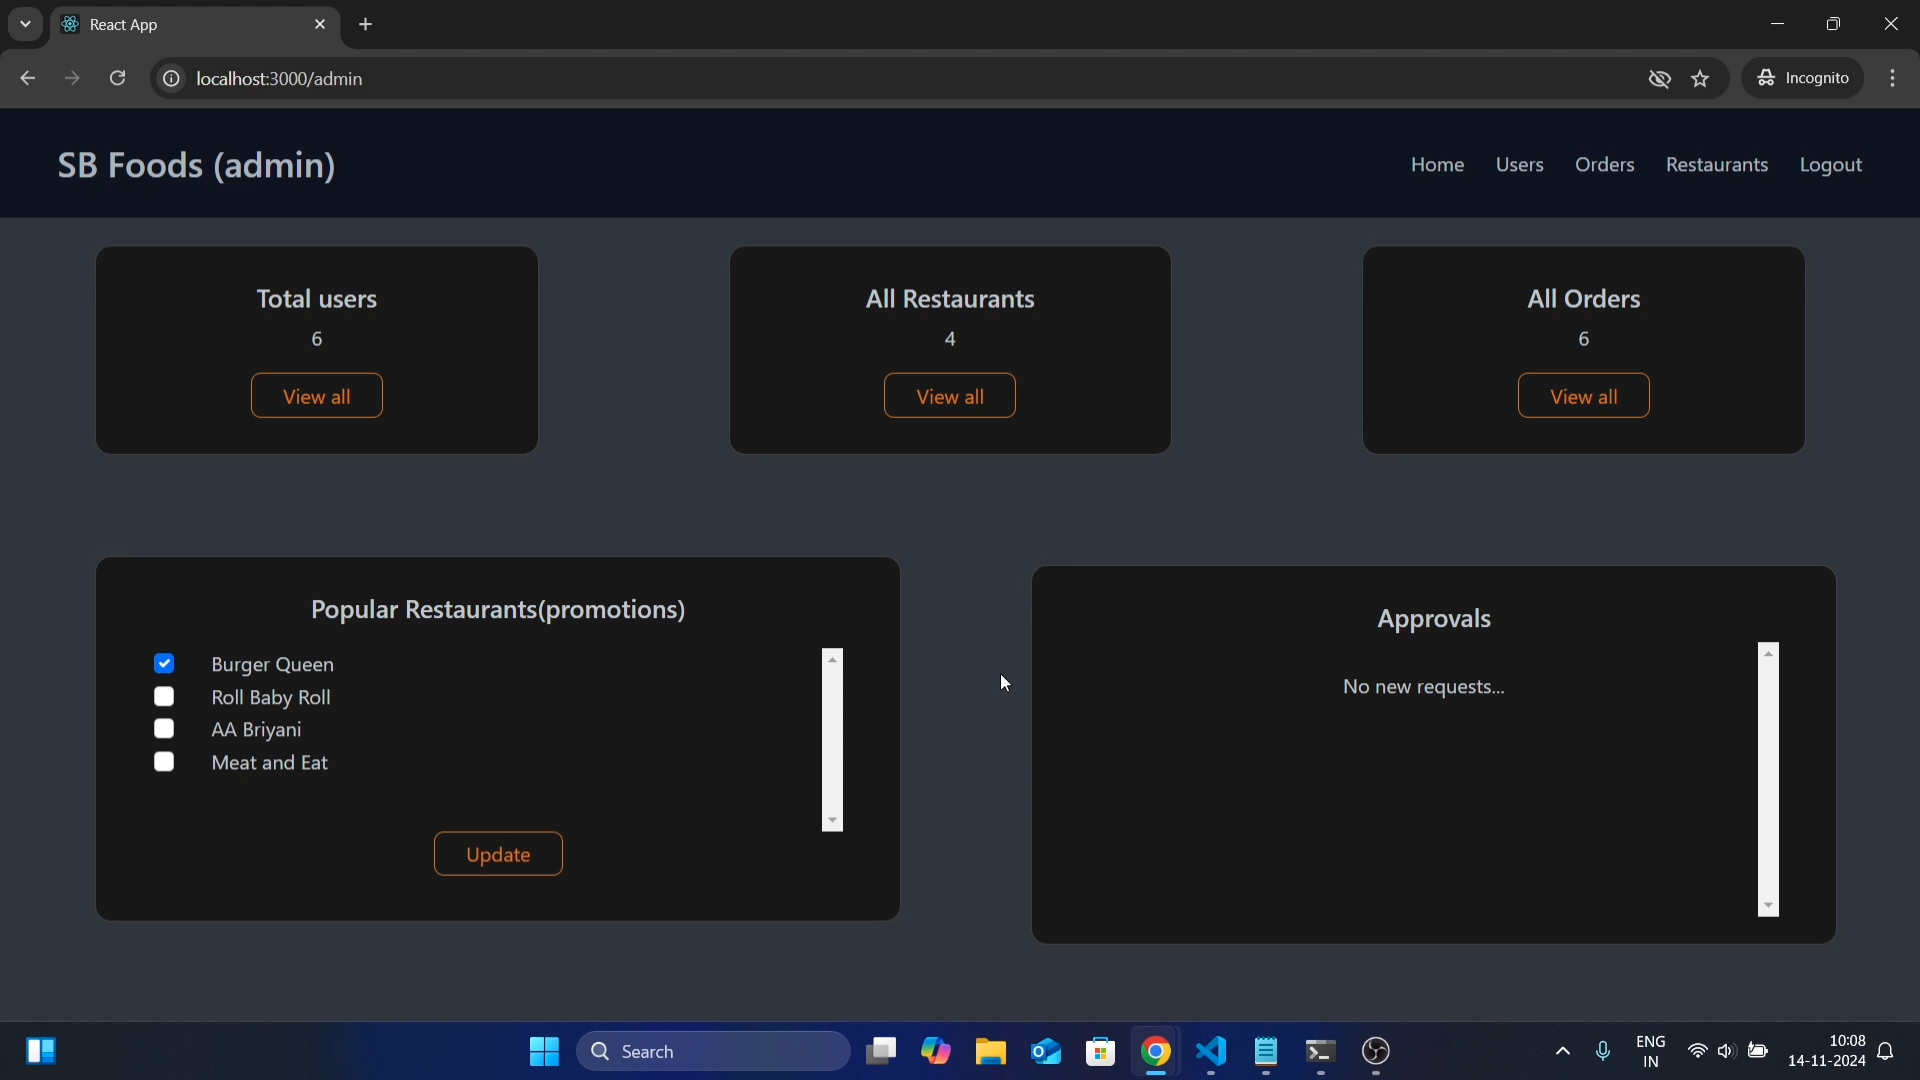 React App
localhost:3000/admin
Incognito
SB Foods (admin)
Home Users Orders Restaurants Logout
Total users
6
View all
All Restaurants
4
View all
All Orders
6
View all
Popular Restaurants(promotions)
Burger Queen
Roll Baby Roll
AA Briyani
Meat and Eat
Update
Approvals
No new requests...
Search
ENG
IN
10:08
14-11-2024